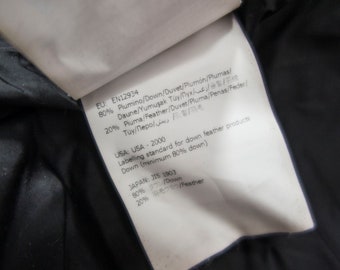 EU EN12934
80% Piumino/Down/Duvet/Plumón/Plumas/
Daune/Yumuşak Tüy/Пух/
20% Piuma/Feather/Duvet/Pluma/Penas/Feder/
Tüy/Перо/
USA: USA - 2000
Labelling standard for down feather products
Down (minimum 80% down)
JAPAN: JIS 1903
80% /Down
20% /Feather